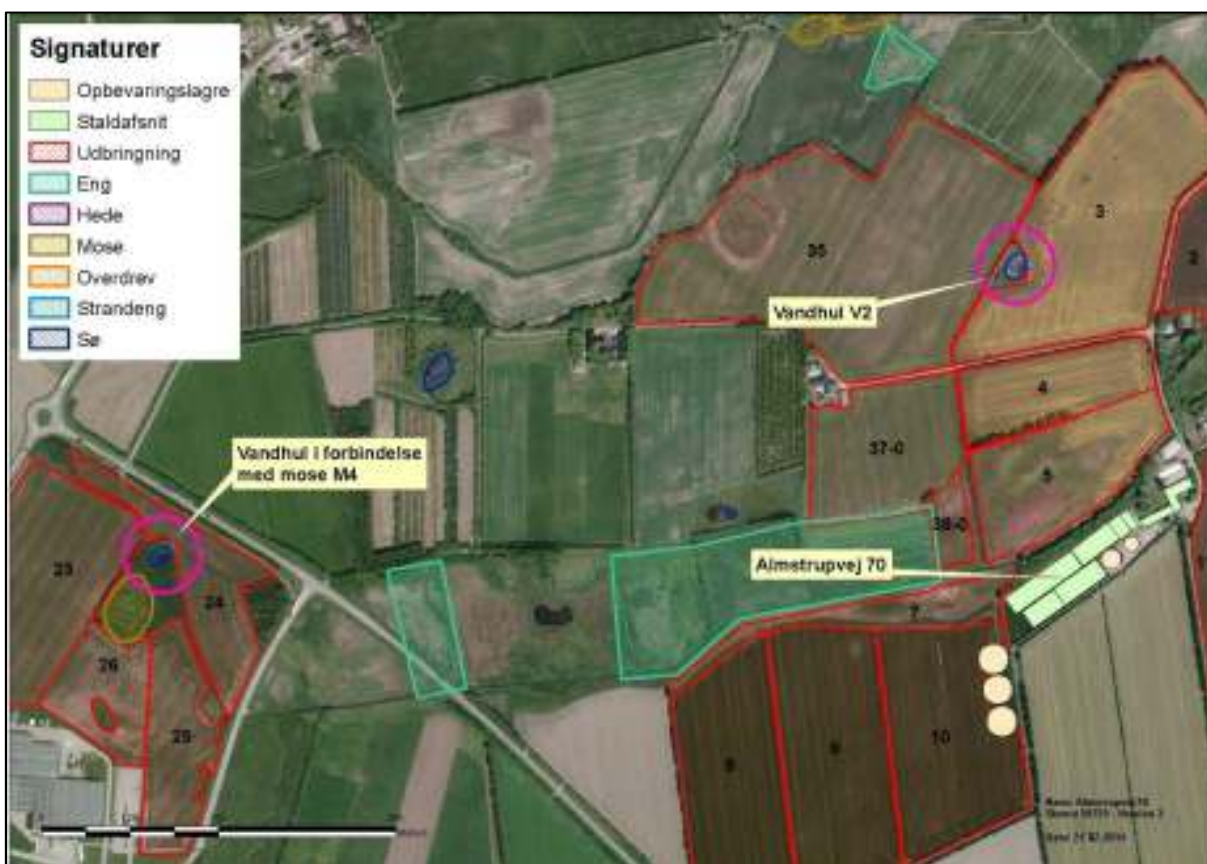 Signaturer
Opbevaringslagre
Staldafsnit
Udbringning
Eng
Hede
Mose
Overdrev
Strandeng
Sø
3
35
2
Vandhul V2
4
Vandhul i forbindelse
med mose M4
37-0
5
38-0
Almstrupvej 70
23
24
7
26
25
8
9
10